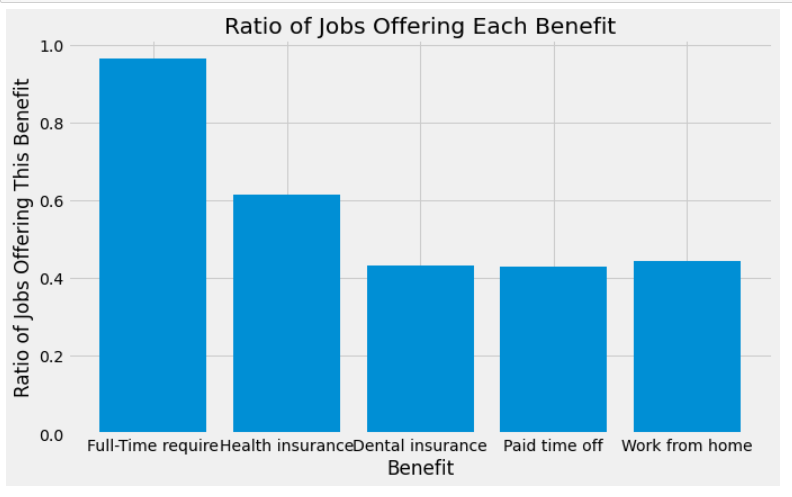 Ratio of Jobs Offering Each Benefit
Ratio of Jobs Offering This Benefit
1.0
0.8
0.6
0.4
0.2
0.0
Full-Time require Health insurance Dental insurance Paid time off Work from home
Benefit